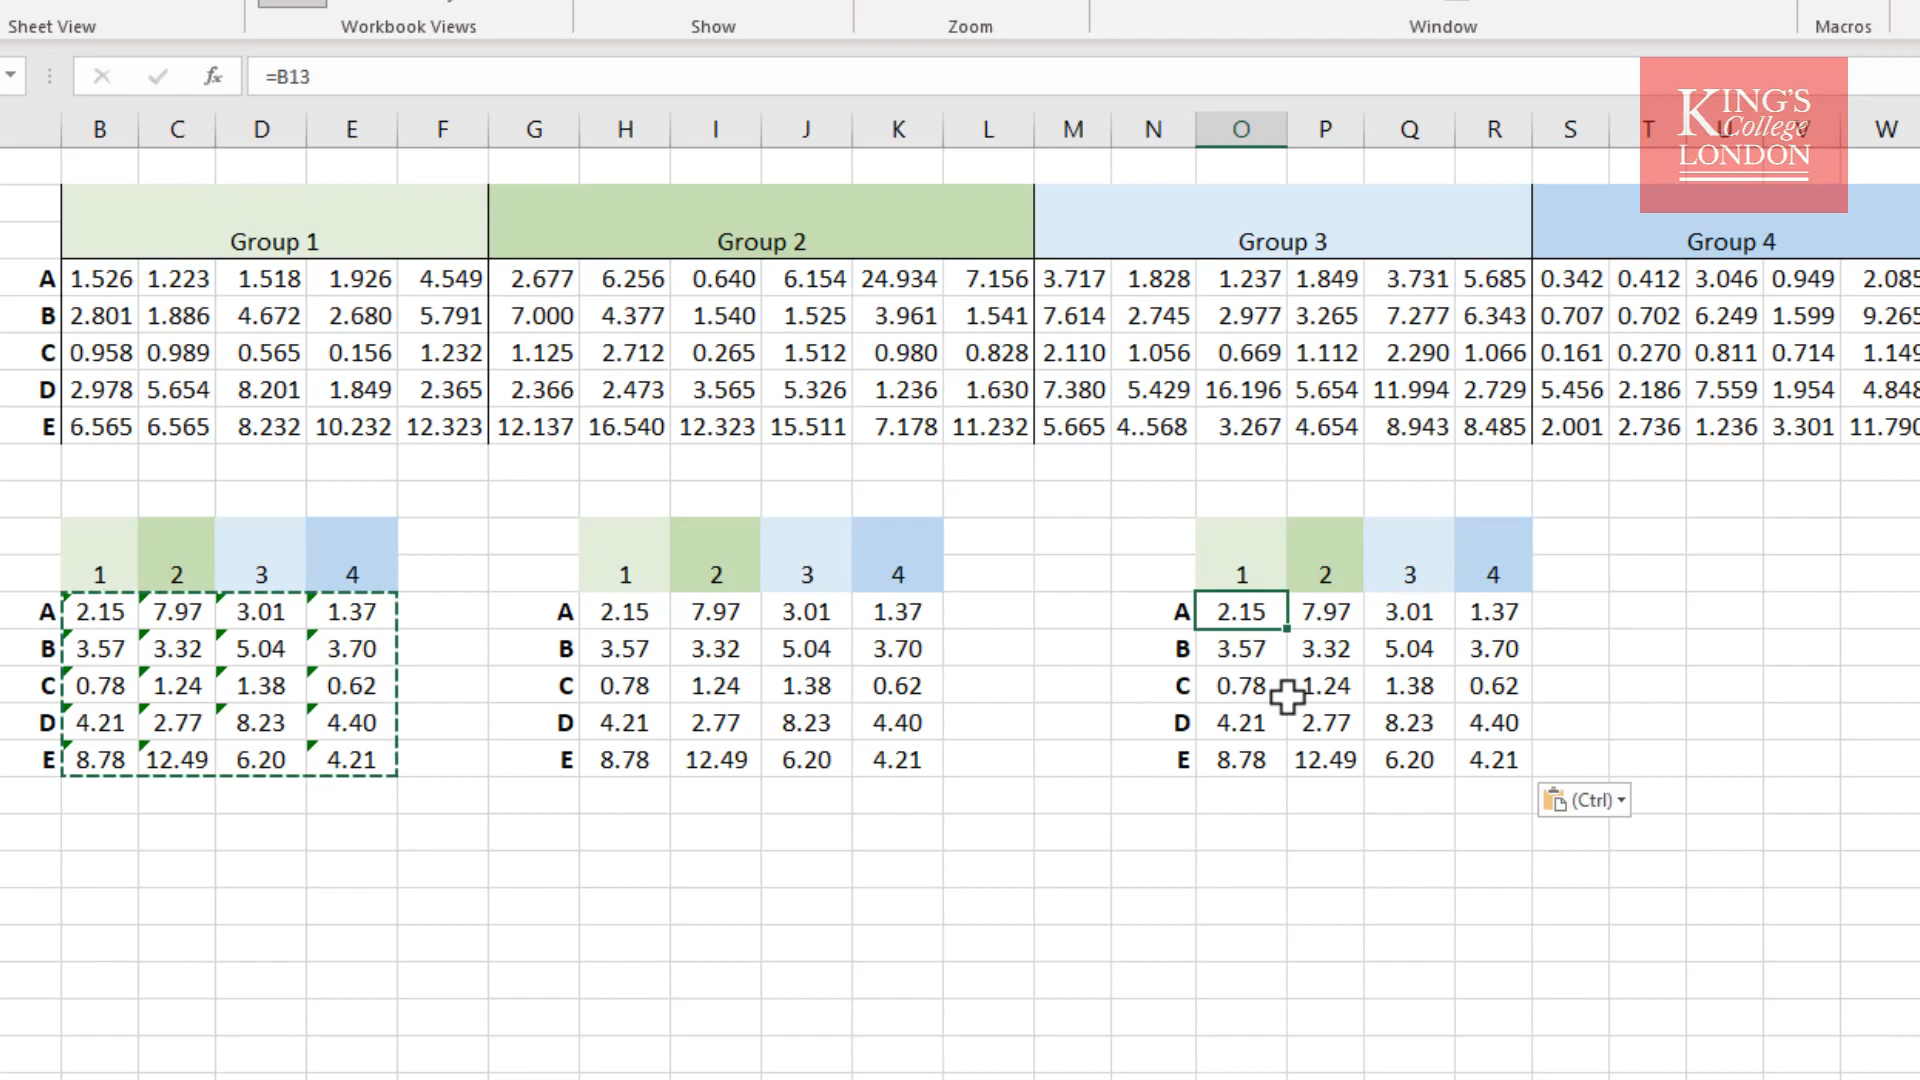 Sheet View Workbook Views Show Zoom Window Macros
fx =B13
B C D E F G H I J K L M N O P Q R S T U V W
KING'S
College
LONDON
Group 1 Group 2 Group 3 Group 4
A 1.526 1.223 1.518 1.926 4.549 2.677 6.256 0.640 6.154 24.934 7.156 3.717 1.828 1.237 1.849 3.731 5.685 0.342 0.412 3.046 0.949 2.085
B 2.801 1.886 4.672 2.680 5.791 7.000 4.377 1.540 1.525 3.961 1.541 7.614 2.745 2.977 3.265 7.277 6.343 0.707 0.702 6.249 1.599 9.265
C 0.958 0.989 0.565 0.156 1.232 1.125 2.712 0.265 1.512 0.980 0.828 2.110 1.056 0.669 1.112 2.290 1.066 0.161 0.270 0.811 0.714 1.149
D 2.978 5.654 8.201 1.849 2.365 2.366 2.473 3.565 5.326 1.236 1.630 7.380 5.429 16.196 5.654 11.994 2.729 5.456 2.186 7.559 1.954 4.848
E 6.565 6.565 8.232 10.232 12.323 12.137 16.540 12.323 15.511 7.178 11.232 5.665 4..568 3.267 4.654 8.943 8.485 2.001 2.736 1.236 3.301 11.790
1 2 3 4 1 2 3 4 1 2 3 4
A 2.15 7.97 3.01 1.37 A 2.15 7.97 3.01 1.37 A 2.15 7.97 3.01 1.37
B 3.57 3.32 5.04 3.70 B 3.57 3.32 5.04 3.70 B 3.57 3.32 5.04 3.70
C 0.78 1.24 1.38 0.62 C 0.78 1.24 1.38 0.62 C 0.78 1.24 1.38 0.62
D 4.21 2.77 8.23 4.40 D 4.21 2.77 8.23 4.40 D 4.21 2.77 8.23 4.40
E 8.78 12.49 6.20 4.21 E 8.78 12.49 6.20 4.21 E 8.78 12.49 6.20 4.21
(Ctrl)